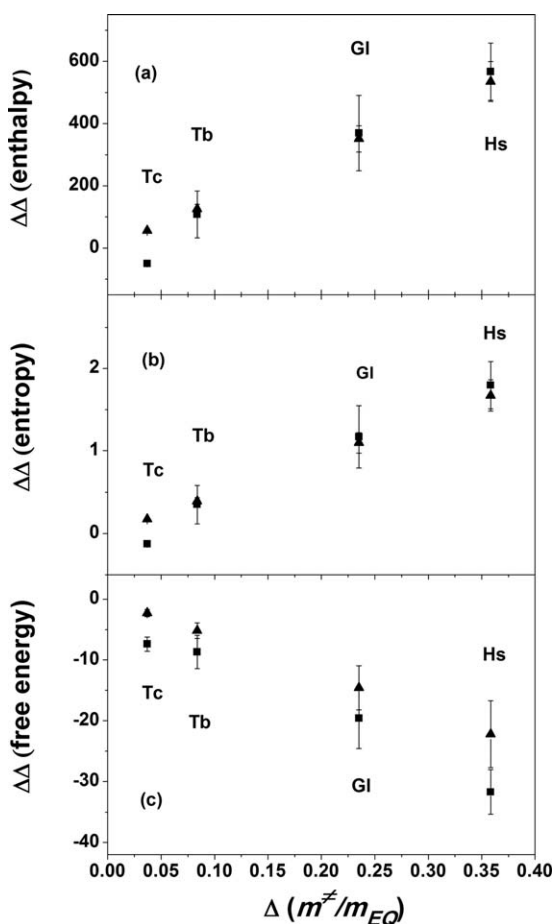 600
400
200
0
ΔΔ (enthalpy)
(a)
Tc
Tb
Gl
Hs
2
1
0
ΔΔ (entropy)
(b)
Tc
Tb
Gl
Hs
0
-10
-20
-30
-40
ΔΔ (free energy)
(c)
Tc
Tb
Gl
Hs
0.00 0.05 0.10 0.15 0.20 0.25 0.30 0.35 0.40
Δ (m≠/mEQ)